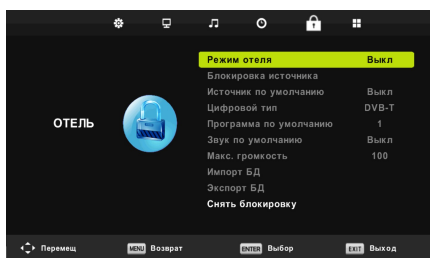 ОТЕЛЬ
Режим отеля Выкл
Блокировка источника
Источник по умолчанию Выкл
Цифровой тип DVB-T
Программа по умолчанию 1
Звук по умолчанию Выкл
Макс. громкость 100
Импорт БД
Экспорт БД
Снять блокировку
Перемещ MENU Возврат ENTER Выбор EXIT Выход